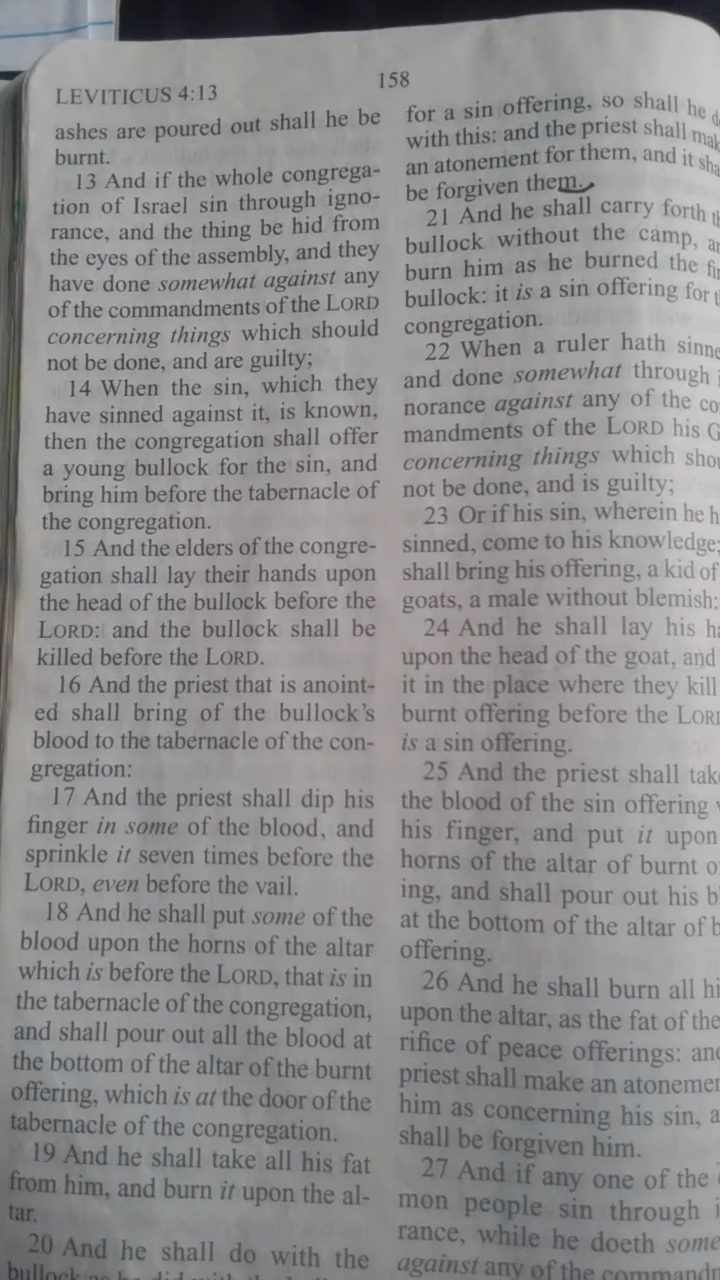 LEVITICUS 4:13
158
ashes are poured out shall he be
burnt.
13 And if the whole congrega-
tion of Israel sin through igno-
rance, and the thing be hid from
the eyes of the assembly, and they
have done somewhat against any
of the commandments of the LORD
concerning things which should
not be done, and are guilty;
14 When the sin, which they
have sinned against it, is known,
then the congregation shall offer
a young bullock for the sin, and
bring him before the tabernacle of
the congregation.
15 And the elders of the congre-
gation shall lay their hands upon
the head of the bullock before the
LORD: and the bullock shall be
killed before the LORD.
16 And the priest that is anoint-
ed shall bring of the bullock's
blood to the tabernacle of the con-
gregation:
17 And the priest shall dip his
finger in some of the blood, and
sprinkle it seven times before the
LORD, even before the vail.
18 And he shall put some of the
blood upon the horns of the altar
which is before the LORD, that is in
the tabernacle of the congregation,
and shall pour out all the blood at
the bottom of the altar of the burnt
offering, which is at the door of the
tabernacle of the congregation.
19 And he shall take all his fat
from him, and burn it upon the al-
tar.
20 And he shall do with the
bullock as he did with the
for a sin offering, so shall he
with this: and the priest shall
an atonement for them, and it
be forgiven them.
21 And he shall carry forth
bullock without the camp,
burn him as he burned the
bullock: it is a sin offering for
congregation.
22 When a ruler hath
and done somewhat through
norance against any of the
mandments of the LORD his
concerning things which
not be done, and is guilty;
23 Or if his sin, wherein he
sinned, come to his knowledge;
shall bring his offering, a kid of
goats, a male without blemish:
24 And he shall lay his
upon the head of the goat, and
it in the place where they kill
burnt offering before the LORD
is a sin offering.
25 And the priest shall
the blood of the sin offering
his finger, and put it upon
horns of the altar of burnt
ing, and shall pour out his
at the bottom of the altar of
offering.
26 And he shall burn all
upon the altar, as the fat of the
rifice of peace offerings:
priest shall make an
him as concerning his sin,
shall be forgiven him.
27 And if any one of the
mon people sin through
rance, while he doeth
against any of the